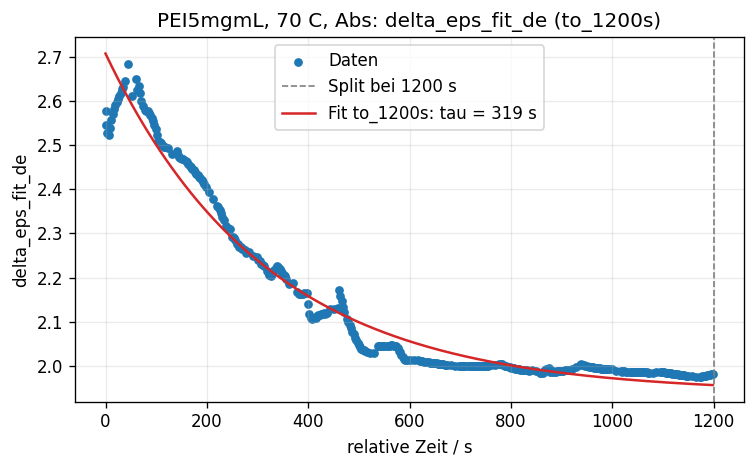 PEI5mgmL, 70 C, Abs: delta_eps_fit_de (to_1200s)
Daten
Split bei 1200 s
Fit to_1200s: tau = 319 s
delta_eps_fit_de
2.7
2.6
2.5
2.4
2.3
2.2
2.1
2.0
0 200 400 600 800 1000 1200
relative Zeit / s